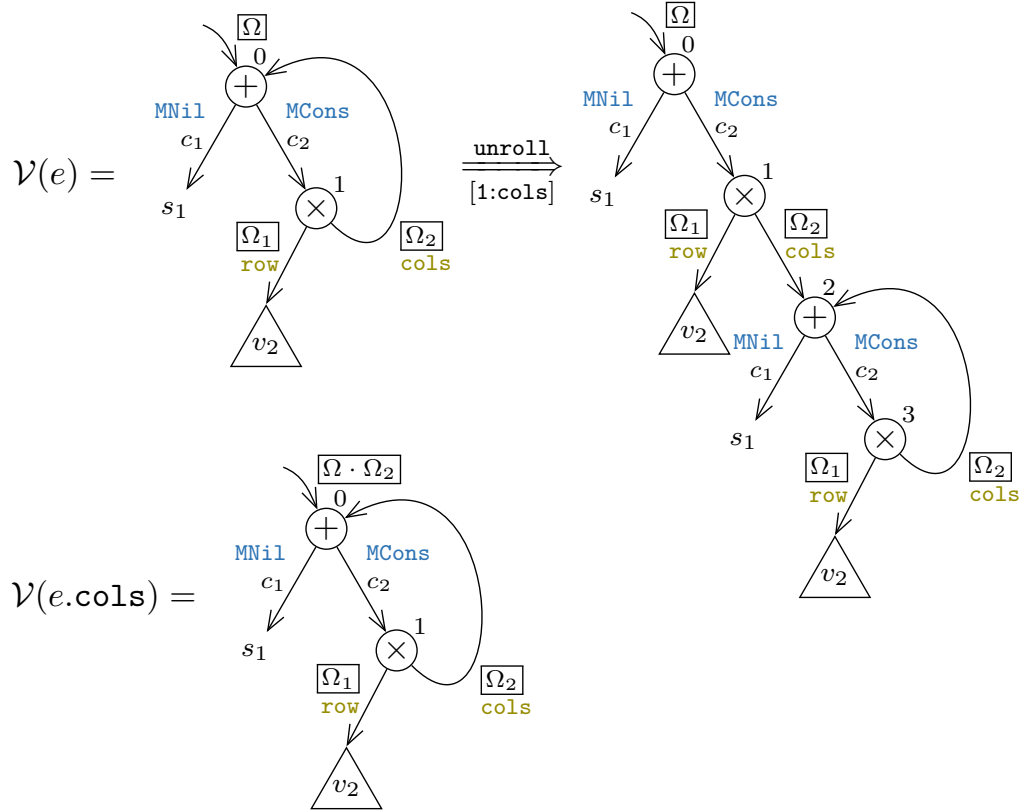 Ω
0
+
MNil MCons
c₁ c₂
𝒱(e) =
1
×
s₁
Ω₁ Ω₂
row cols
v₂
unroll
[1:cols]
Ω
0
+
MNil MCons
c₁ c₂
s₁
1
×
Ω₁ Ω₂
row cols
v₂
2
+
MNil MCons
c₁ c₂
s₁
3
×
Ω₁ Ω₂
row cols
v₂
Ω · Ω₂
0
+
MNil MCons
c₁ c₂
𝒱(e.cols) =
s₁
1
×
Ω₁ Ω₂
row cols
v₂